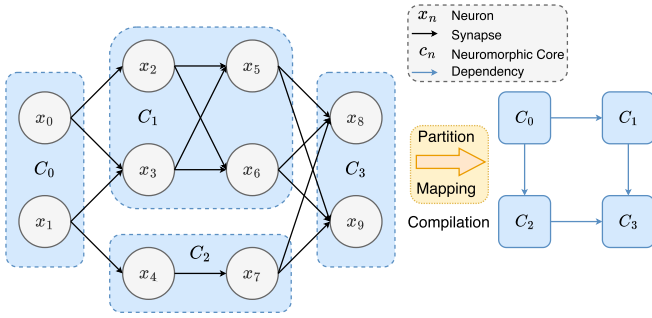 x_n Neuron
Synapse
c_n Neuromorphic Core
Dependency
x_0
x_1
C_0
x_2
x_3
C_1
x_5
x_6
x_4
C_2
x_7
x_8
C_3
x_9
Partition
Mapping
Compilation
C_0
C_1
C_2
C_3